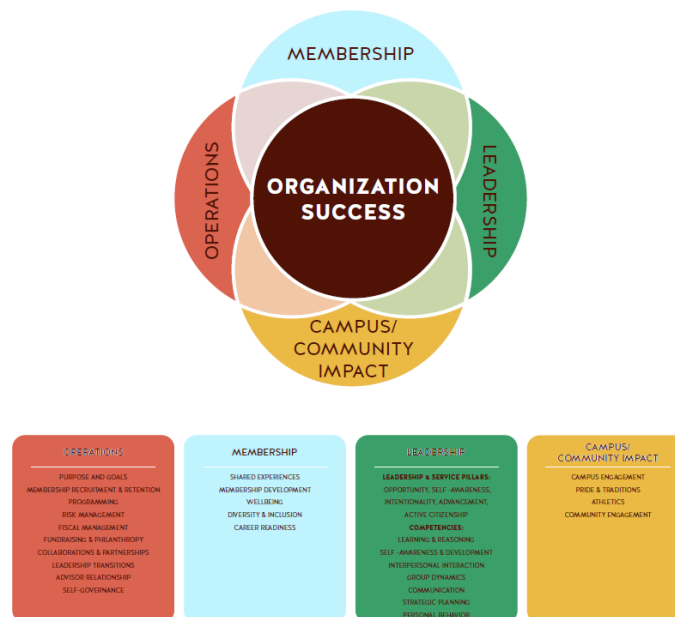 MEMBERSHIP
OPERATIONS
ORGANIZATION
SUCCESS
LEADERSHIP
CAMPUS/
COMMUNITY
IMPACT
OPERATIONS
PURPOSE AND GOALS
MEMBERSHIP RECRUITMENT & RETENTION
PROGRAMMING
RISK MANAGEMENT
FISCAL MANAGEMENT
FUNDRAISING & PHILANTHROPY
COLLABORATIONS & PARTNERSHIPS
LEADERSHIP TRANSITIONS
ADVISOR RELATIONSHIP
SELF-GOVERNANCE
MEMBERSHIP
SHARED EXPERIENCES
MEMBERSHIP DEVELOPMENT
WELLBEING
DIVERSITY & INCLUSION
CAREER READINESS
LEADERSHIP
LEADERSHIP & SERVICE PILLARS:
OPPORTUNITY, SELF-AWARENESS,
INTENTIONALITY, ADVANCEMENT,
ACTIVE CITIZENSHIP
COMPETENCIES:
LEARNING & REASONING
SELF-AWARENESS & DEVELOPMENT
INTERPERSONAL INTERACTION
GROUP DYNAMICS
COMMUNICATION
STRATEGIC PLANNING
PERSONAL BEHAVIOR
CAMPUS/
COMMUNITY IMPACT
CAMPUS ENGAGEMENT
PRIDE & TRADITIONS
ATHLETICS
COMMUNITY ENGAGEMENT